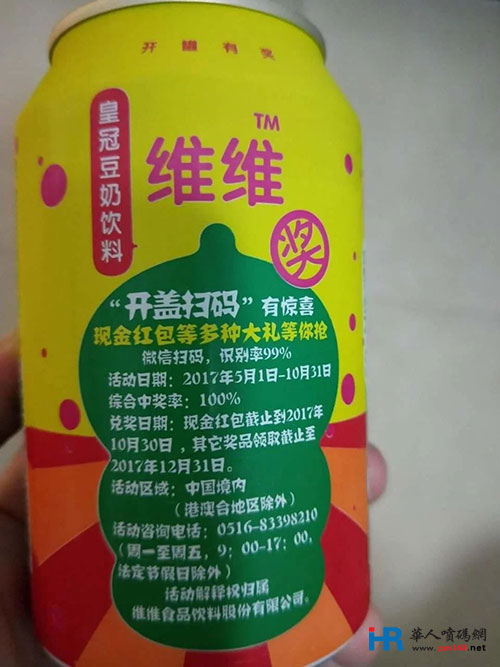 开罐有奖
皇冠豆奶饮料
维维
TM
奖
“开盖扫码”有惊喜
现金红包等多种大礼等你抢
微信扫码，识别率99%
活动日期：2017年5月1日-10月31日
综合中奖率：100%
兑奖日期：现金红包截止到2017年
10月30日，其它奖品领取截止至
2017年12月31日。
活动区域：中国境内
（港澳台地区除外）
活动咨询电话：0516-83398210
（周一至周五，9：00-17：00，
法定节假日除外）
活动解释权归属
维维食品饮料股份有限公司。
HR
华人喷码网